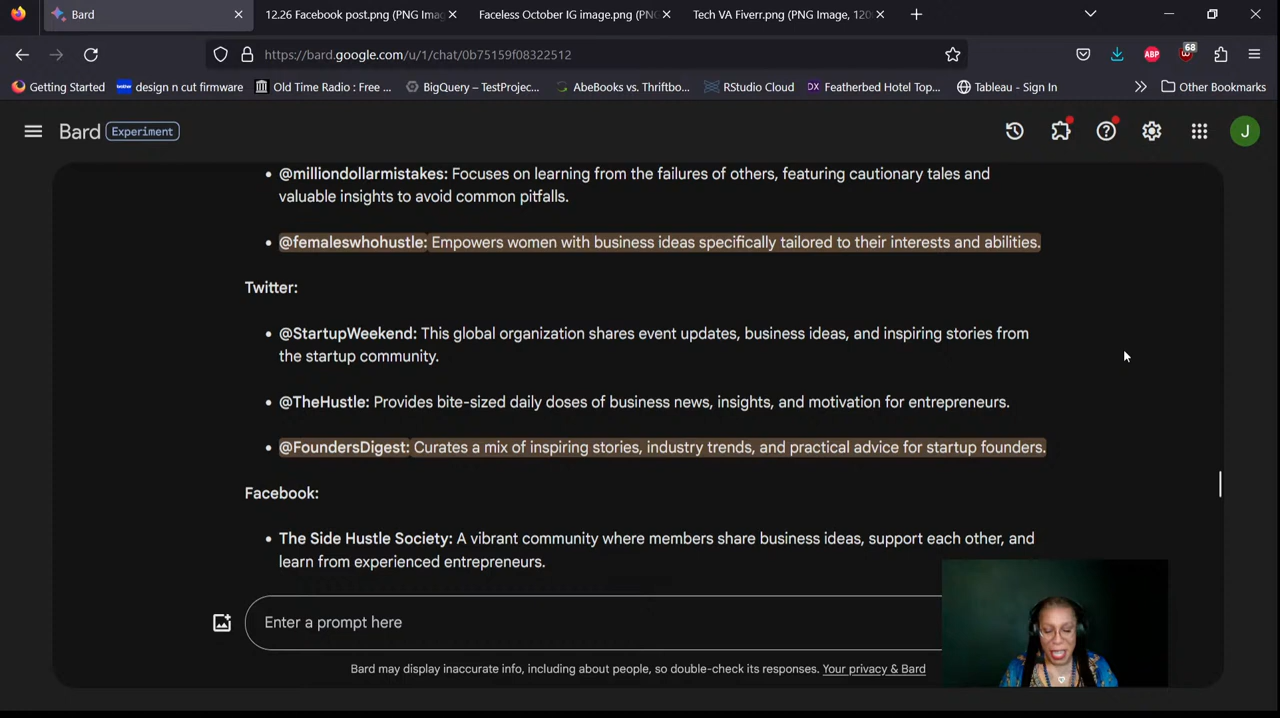 Bard
12.26 Facebook post.png (PNG Imag
Faceless October IG image.png (PNG
Tech VA Fiverr.png (PNG Image, 120
https://bard.google.com/u/1/chat/0b75159f08322512
ABP
68
Getting Started
design n cut firmware
Old Time Radio : Free ...
BigQuery – TestProjec...
AbeBooks vs. Thriftbo...
RStudio Cloud
DX Featherbed Hotel Top...
Tableau - Sign In
Other Bookmarks
Bard Experiment
J
• @milliondollarmistakes: Focuses on learning from the failures of others, featuring cautionary tales and
valuable insights to avoid common pitfalls.
• @femaleswhohustle: Empowers women with business ideas specifically tailored to their interests and abilities.
Twitter:
• @StartupWeekend: This global organization shares event updates, business ideas, and inspiring stories from
the startup community.
• @TheHustle: Provides bite-sized daily doses of business news, insights, and motivation for entrepreneurs.
• @FoundersDigest: Curates a mix of inspiring stories, industry trends, and practical advice for startup founders.
Facebook:
• The Side Hustle Society: A vibrant community where members share business ideas, support each other, and
learn from experienced entrepreneurs.
Enter a prompt here
Bard may display inaccurate info, including about people, so double-check its responses. Your privacy & Bard